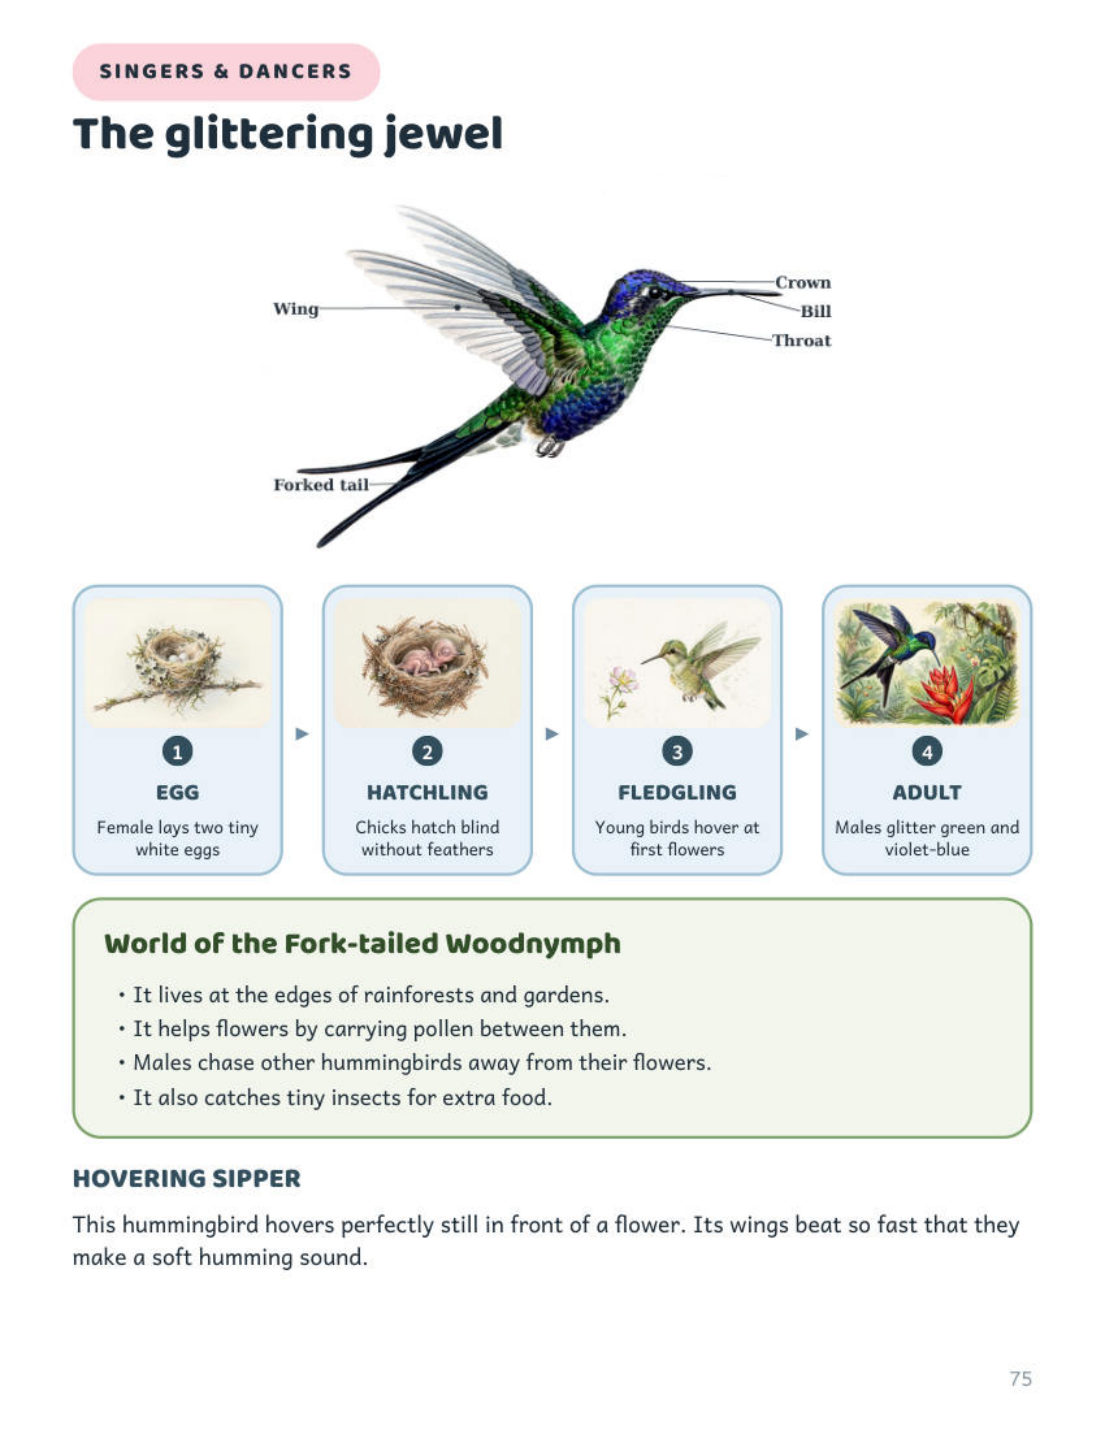 SINGERS & DANCERS
The glittering jewel
Crown
Wing
Bill
Throat
Forked tail
1
EGG
Female lays two tiny
white eggs
2
HATCHLING
Chicks hatch blind
without feathers
3
FLEDGLING
Young birds hover at
first flowers
4
ADULT
Males glitter green and
violet-blue
World of the Fork-tailed Woodnymph
• It lives at the edges of rainforests and gardens.
• It helps flowers by carrying pollen between them.
• Males chase other hummingbirds away from their flowers.
• It also catches tiny insects for extra food.
HOVERING SIPPER
This hummingbird hovers perfectly still in front of a flower. Its wings beat so fast that they
make a soft humming sound.
75